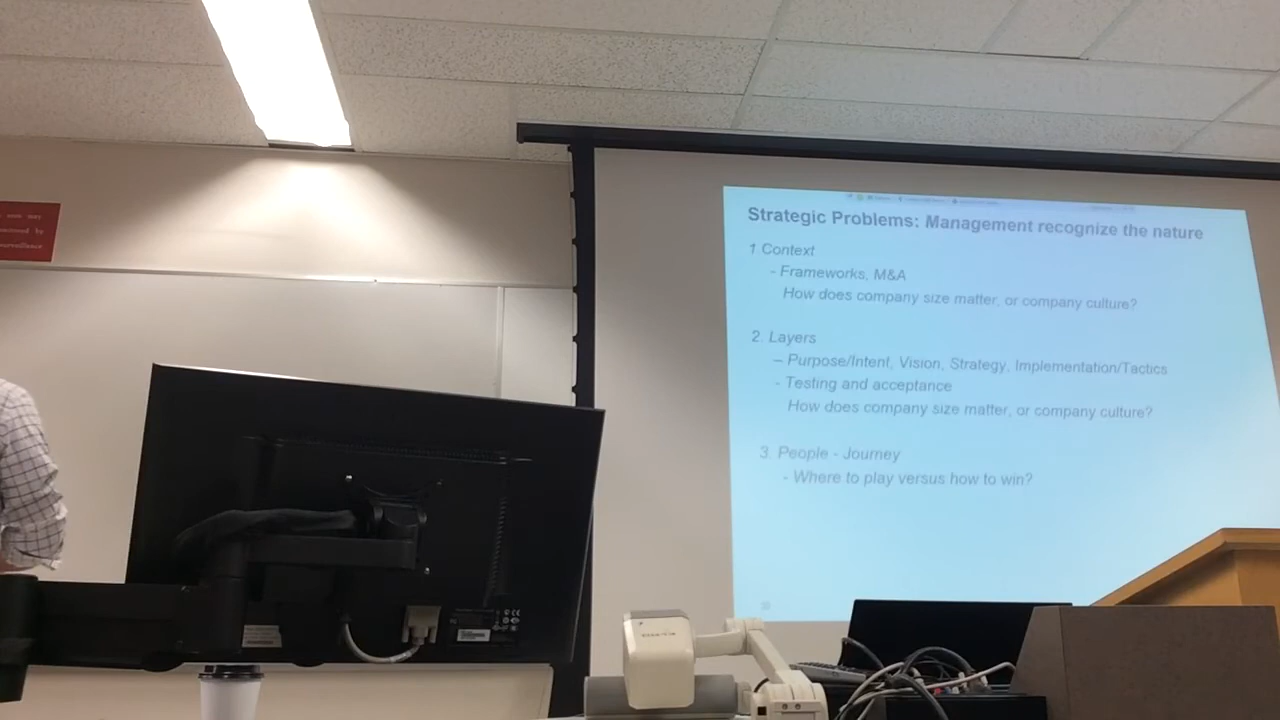 Strategic Problems: Management recognize the nature
1 Context
- Frameworks, M&A
How does company size matter, or company culture?
2. Layers
– Purpose/Intent, Vision, Strategy, Implementation/Tactics
- Testing and acceptance
How does company size matter, or company culture?
3. People - Journey
- Where to play versus how to win?